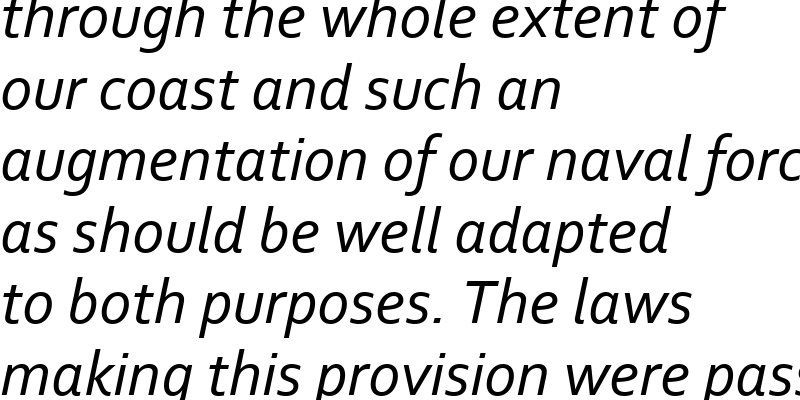 through the whole extent of
our coast and such an
augmentation of our naval forc
as should be well adapted
to both purposes. The laws
making this provision were pass